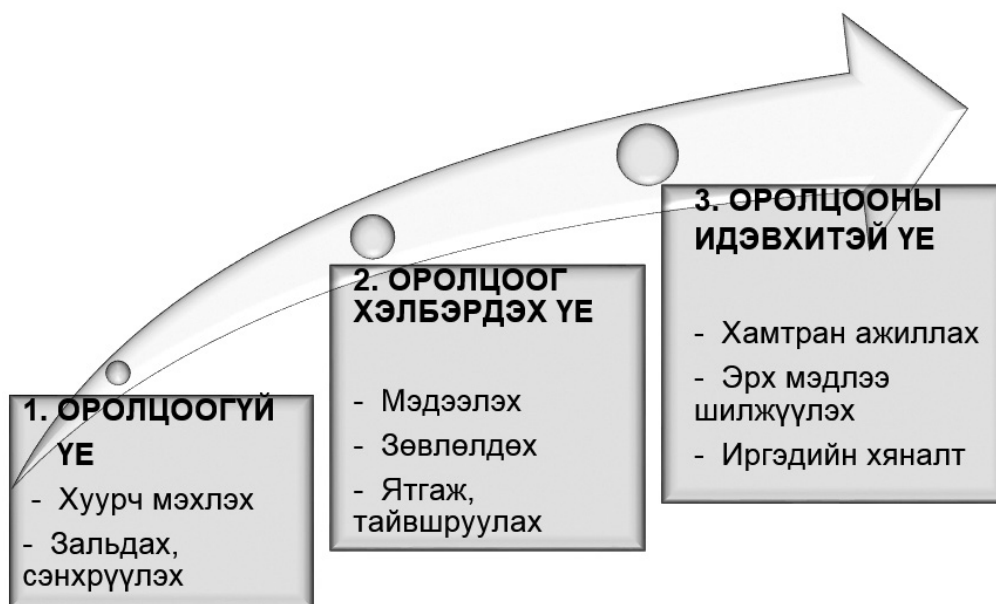 1. ОРОЛЦООГҮЙ
ҮЕ
- Хуурч мэхлэх
- Зальдах,
сэнхрүүлэх
2. ОРОЛЦООГ
ХЭЛБЭРДЭХ ҮЕ
- Мэдээлэх
- Зөвлөлдөх
- Ятгаж,
тайвшруулах
3. ОРОЛЦООНЫ
ИДЭВХИТЭЙ ҮЕ
- Хамтран ажиллах
- Эрх мэдлээ
шилжүүлэх
- Иргэдийн хяналт